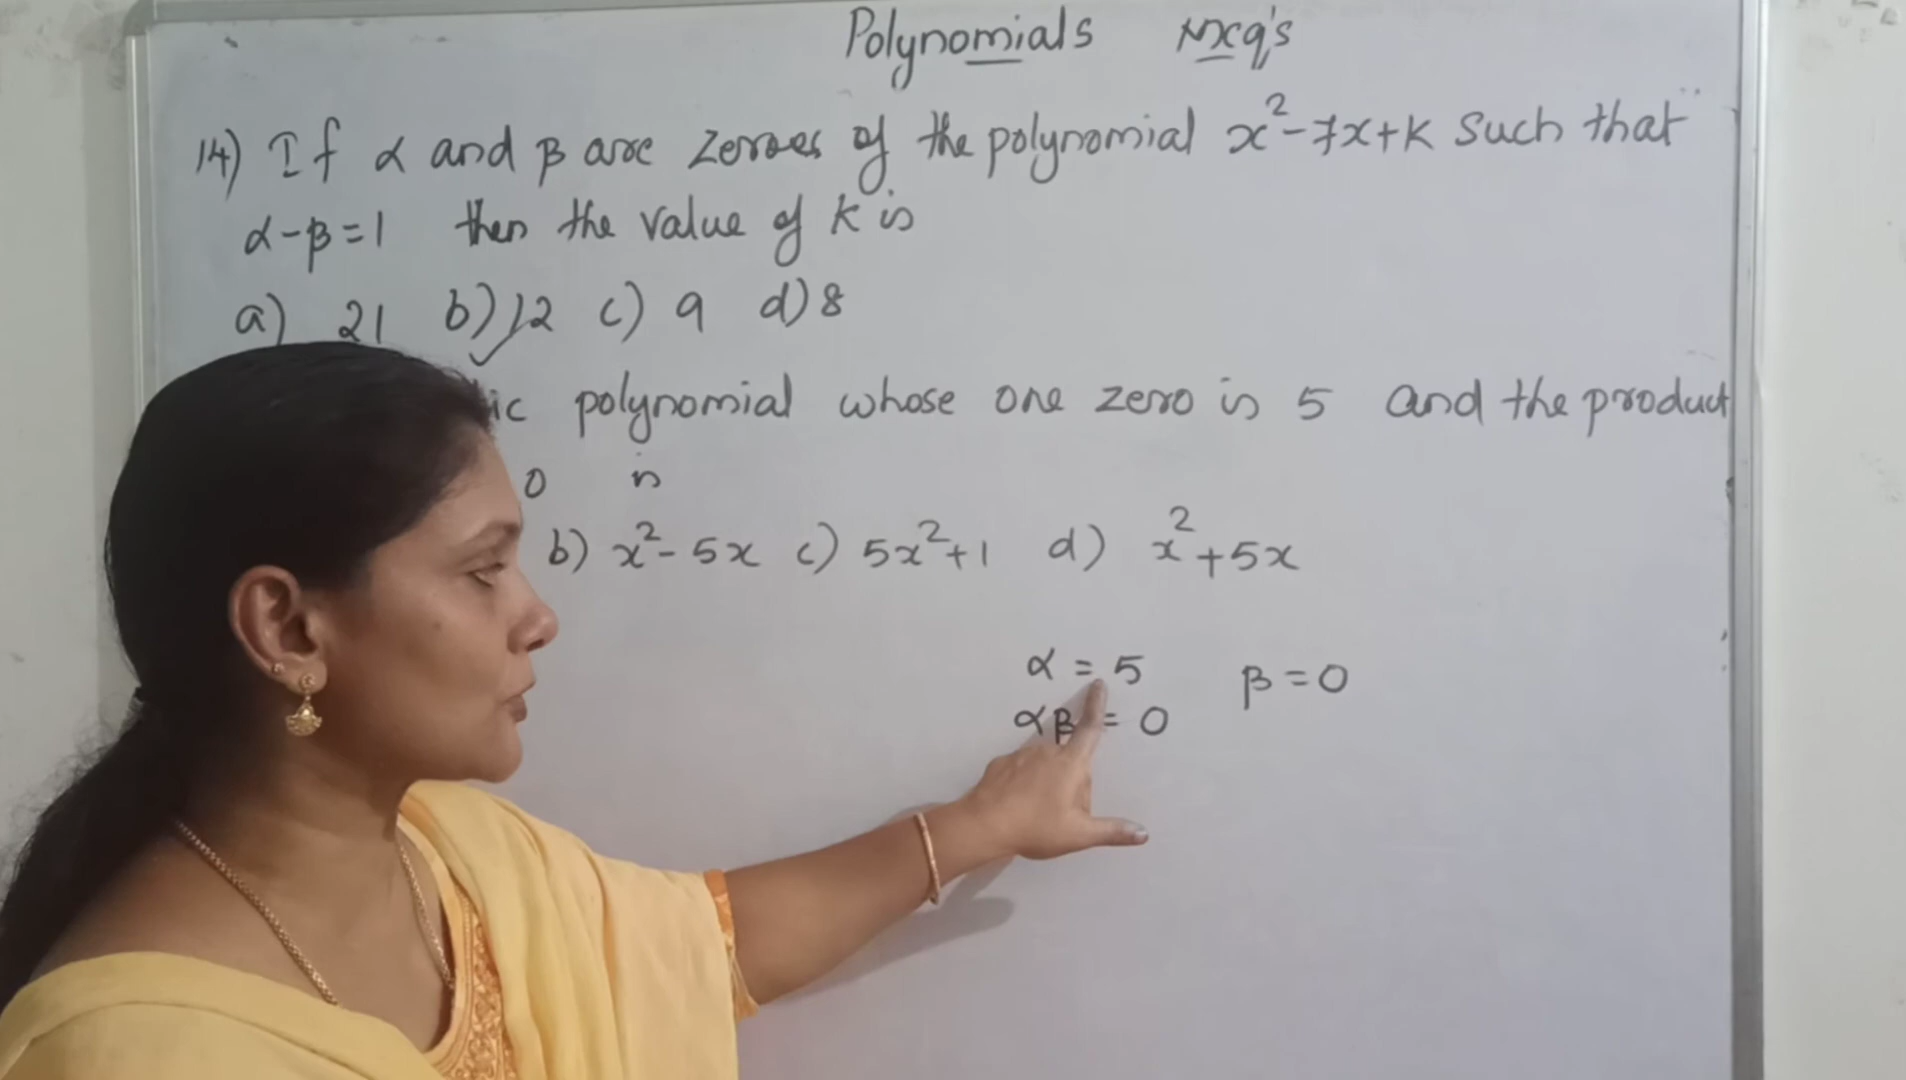 Polynomials Mcq's
14) If α and β are zeroes of the polynomial x²-7x+K such that
α-β=1 then the value of K is
a) 21 b) 12 c) 9 d) 8
ic polynomial whose one zero is 5 and the product
0 is
b) x²-5x c) 5x²+1 d) x²+5x
α = 5 β = 0
αβ = 0